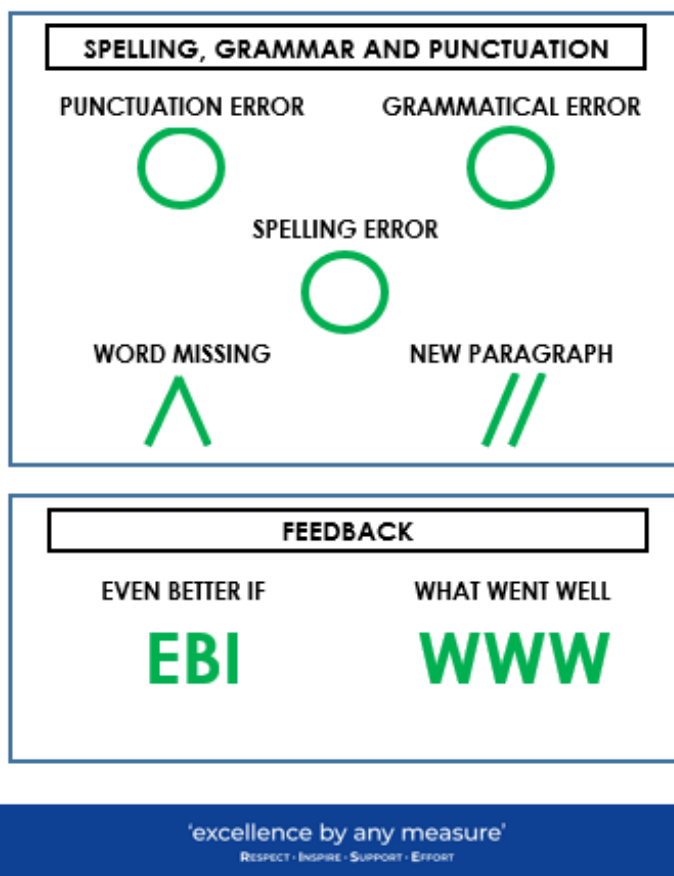 SPELLING, GRAMMAR AND PUNCTUATION
PUNCTUATION ERROR
GRAMMATICAL ERROR
SPELLING ERROR
WORD MISSING
NEW PARAGRAPH
//
FEEDBACK
EVEN BETTER IF
WHAT WENT WELL
EBI
WWW
'excellence by any measure'
RESPECT · INSPIRE · SUPPORT · EFFORT